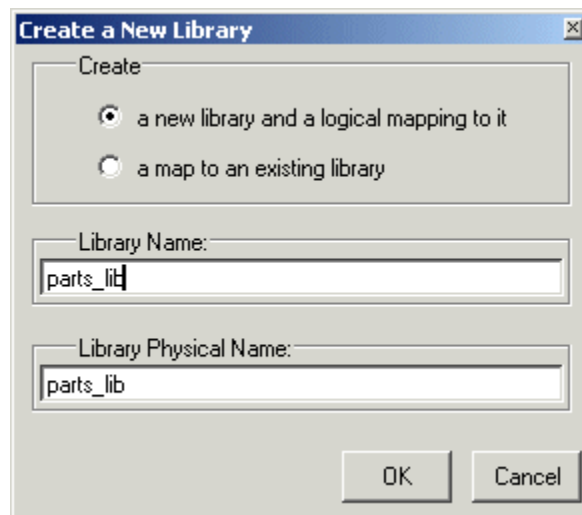 Create a New Library
Create
a new library and a logical mapping to it
a map to an existing library
Library Name:
parts_lib
Library Physical Name:
parts_lib
OK
Cancel